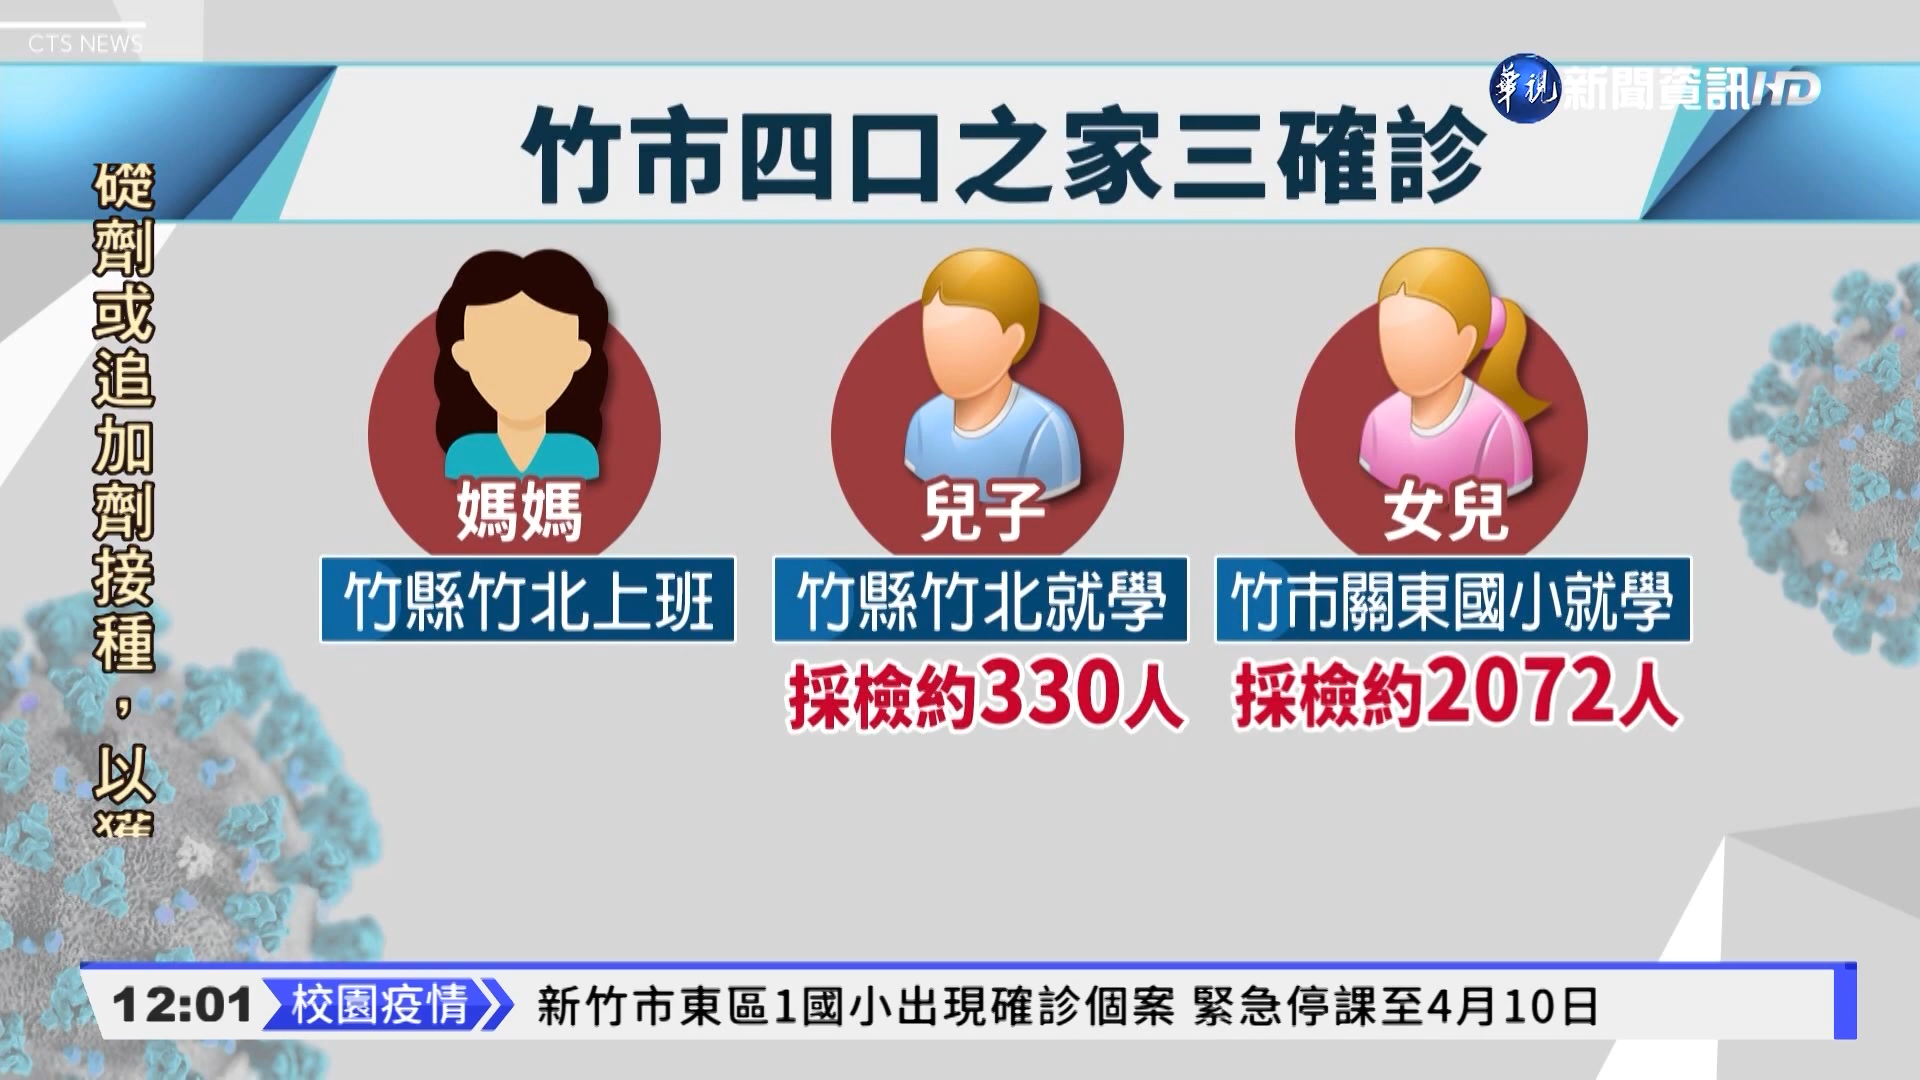 CTS NEWS
華視 新聞資訊HD
竹市四口之家三確診
礎劑或追加劑接種，以獲
媽媽
兒子
女兒
竹縣竹北上班
竹縣竹北就學
竹市關東國小就學
採檢約330人
採檢約2072人
12:01 校園疫情 新竹市東區1國小出現確診個案 緊急停課至4月10日